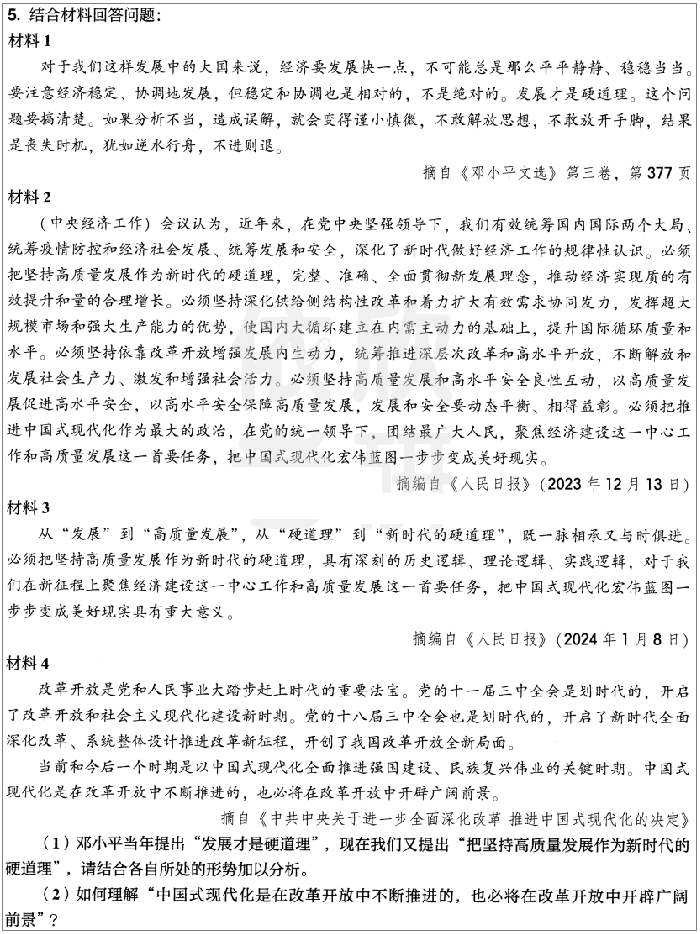 5. 结合材料回答问题：
材料 1
对于我们这样发展中的大国来说，经济要发展快一点，不可能总是那么平平静静、稳稳当当。
要注意经济稳定、协调地发展，但稳定和协调也是相对的，不是绝对的。发展才是硬道理。这个问
题要搞清楚。如果分析不当，造成误解，就会变得谨小慎微，不敢解放思想，不敢放开手脚，结果
是丧失时机，犹如逆水行舟，不进则退。
摘自《邓小平文选》第三卷，第 377 页
材料 2
（中央经济工作）会议认为，近年来，在党中央坚强领导下，我们有效统筹国内国际两个大局、
统筹疫情防控和经济社会发展、统筹发展和安全，深化了新时代做好经济工作的规律性认识。必须
把坚持高质量发展作为新时代的硬道理，完整、准确、全面贯彻新发展理念，推动经济实现质的有
效提升和量的合理增长。必须坚持深化供给侧结构性改革和着力扩大有效需求协同发力，发挥超大
规模市场和强大生产能力的优势，使国内大循环建立在内需主动力的基础上，提升国际循环质量和
水平。必须坚持依靠改革开放增强发展内生动力，统筹推进深层次改革和高水平开放，不断解放和
发展社会生产力、激发和增强社会活力。必须坚持高质量发展和高水平安全良性互动，以高质量发
展促进高水平安全，以高水平安全保障高质量发展，发展和安全要动态平衡、相得益彰。必须把推
进中国式现代化作为最大的政治，在党的统一领导下，团结最广大人民，聚焦经济建设这一中心工
作和高质量发展这一首要任务，把中国式现代化宏伟蓝图一步步变成美好现实。
摘编自《人民日报》（2023 年 12 月 13 日）
材料 3
从“发展”到“高质量发展”，从“硬道理”到“新时代的硬道理”，既一脉相承又与时俱进。
必须把坚持高质量发展作为新时代的硬道理，具有深刻的历史逻辑、理论逻辑、实践逻辑，对于我
们在新征程上聚焦经济建设这一中心工作和高质量发展这一首要任务，把中国式现代化宏伟蓝图一
步步变成美好现实具有重大意义。
摘编自《人民日报》（2024 年 1 月 8 日）
材料 4
改革开放是党和人民事业大踏步赶上时代的重要法宝。党的十一届三中全会是划时代的，开启
了改革开放和社会主义现代化建设新时期。党的十八届三中全会也是划时代的，开启了新时代全面
深化改革、系统整体设计推进改革新征程，开创了我国改革开放全新局面。
当前和今后一个时期是以中国式现代化全面推进强国建设、民族复兴伟业的关键时期。中国式
现代化是在改革开放中不断推进的，也必将在改革开放中开辟广阔前景。
摘自《中共中央关于进一步全面深化改革 推进中国式现代化的决定》
（1）邓小平当年提出“发展才是硬道理”，现在我们又提出“把坚持高质量发展作为新时代的
硬道理”，请结合各自所处的形势加以分析。
（2）如何理解“中国式现代化是在改革开放中不断推进的，也必将在改革开放中开辟广阔
前景”？